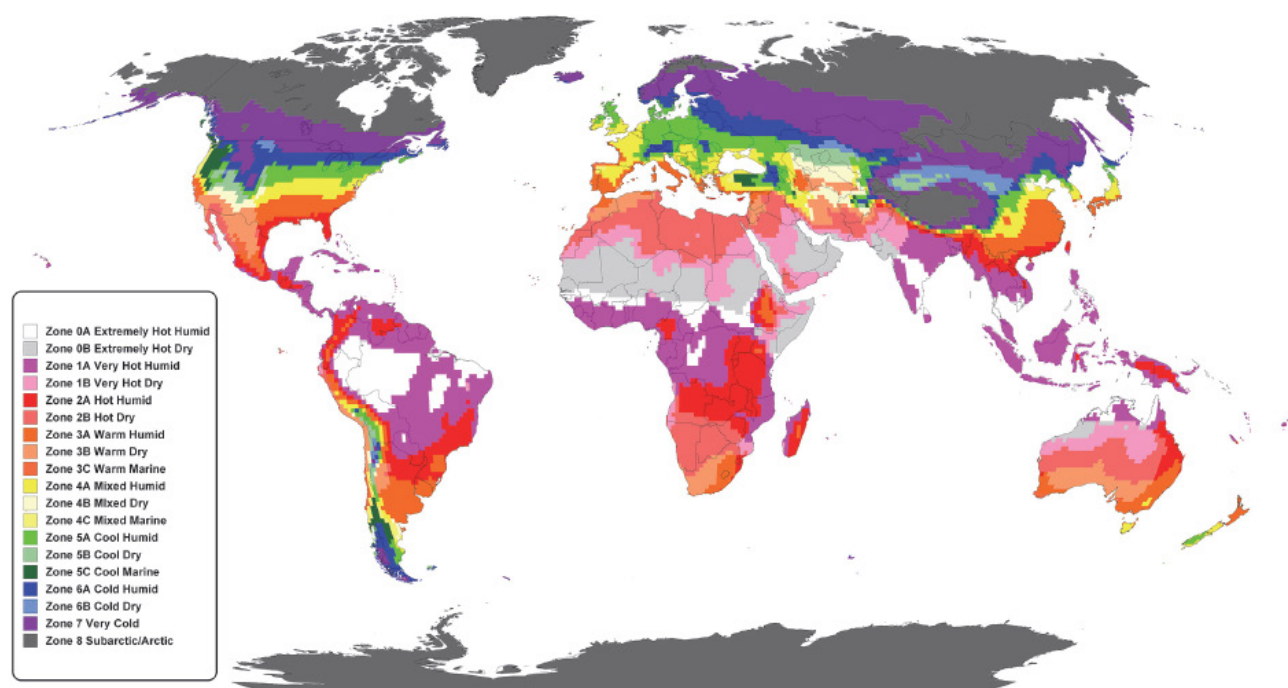 Zone 0A Extremely Hot Humid
Zone 0B Extremely Hot Dry
Zone 1A Very Hot Humid
Zone 1B Very Hot Dry
Zone 2A Hot Humid
Zone 2B Hot Dry
Zone 3A Warm Humid
Zone 3B Warm Dry
Zone 3C Warm Marine
Zone 4A Mixed Humid
Zone 4B Mixed Dry
Zone 4C Mixed Marine
Zone 5A Cool Humid
Zone 5B Cool Dry
Zone 5C Cool Marine
Zone 6A Cold Humid
Zone 6B Cold Dry
Zone 7 Very Cold
Zone 8 Subarctic/Arctic